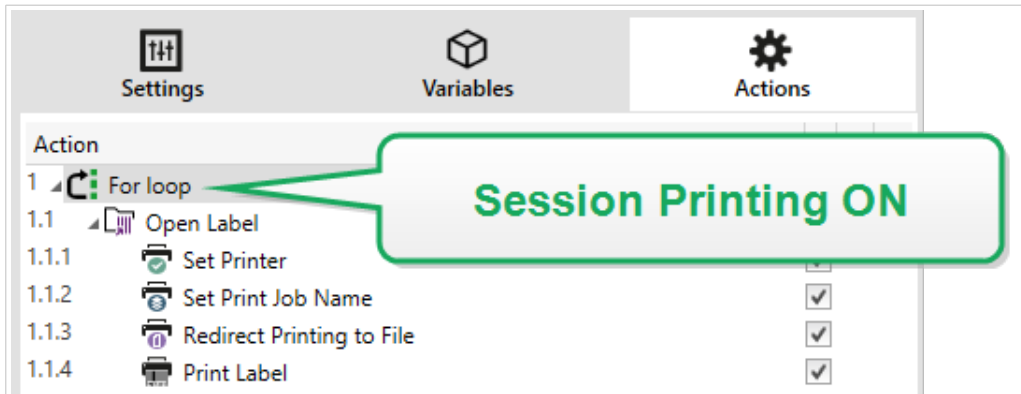 Settings Variables Actions
Action
1 For loop
Session Printing ON
1.1 Open Label
1.1.1 Set Printer
1.1.2 Set Print Job Name
1.1.3 Redirect Printing to File
1.1.4 Print Label